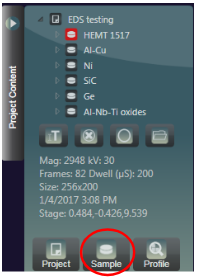 Project Content
EDS testing
HEMT 1517
Al-Cu
Ni
SiC
Ge
Al-Nb-Ti oxides
T
Mag: 2948 kV: 30
Frames: 82 Dwell (µS): 200
Size: 256x200
1/4/2017 3:08 PM
Stage: 0.484,-0.426,9.539
Project
Sample
Profile